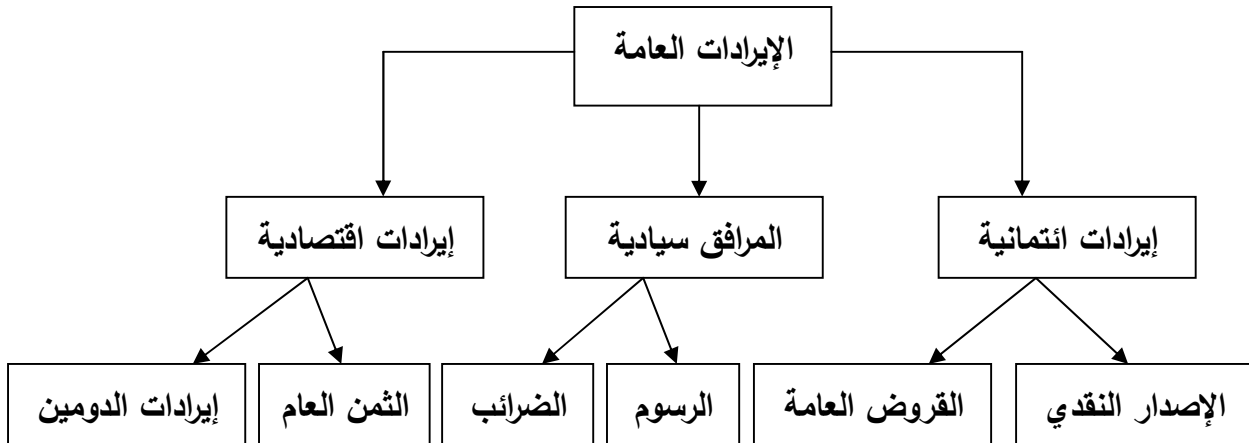 الإيرادات العامة
إيرادات ائتمانية
المرافق سيادية
إيرادات اقتصادية
الإصدار النقدي
القروض العامة
الرسوم
الضرائب
الثمن العام
إيرادات الدومين